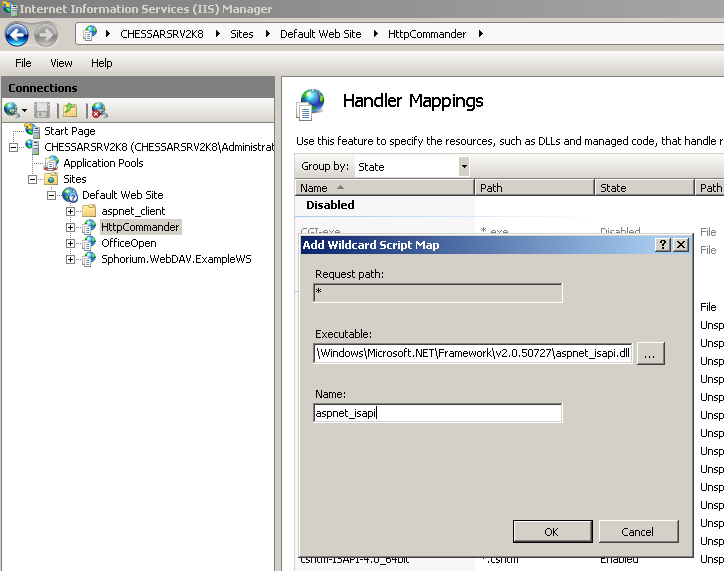 Internet Information Services (IIS) Manager
CHESSARSRV2K8 Sites Default Web Site HttpCommander
File View Help
Connections
Start Page
CHESSARSRV2K8 (CHESSAR\Administrat
Application Pools
Sites
Default Web Site
aspnet_client
HttpCommander
OfficeOpen
Sphorium.WebDAV.ExampleWS
Handler Mappings
Use this feature to specify the resources, such as DLLs and managed code, that handle r
Group by: State
Name Path State Path
Disabled
CGI-exe *.exe Disabled File
File
Add Wildcard Script Map
Request path:
*
Executable:
\Windows\Microsoft.NET\Framework\v2.0.50727\aspnet_isapi.dll
...
Name:
aspnet_isapi
OK Cancel
File
Unsp
Unsp
Unsp
Unsp
Unsp
Unsp
Unsp
Unsp
Unsp
Unsp
Unsp
Unsp
Unsp
cshtm-ISAPI-4.0_64bit *.cshtm Enabled Unsp